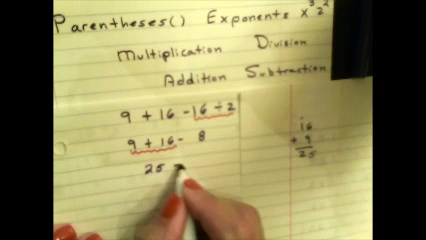 Parentheses() Exponents x³ 2²
Multiplication Division
Addition Subtraction
9 + 16 - 16 ÷ 2
9 + 16 - 8
25 -
16
+ 9
25